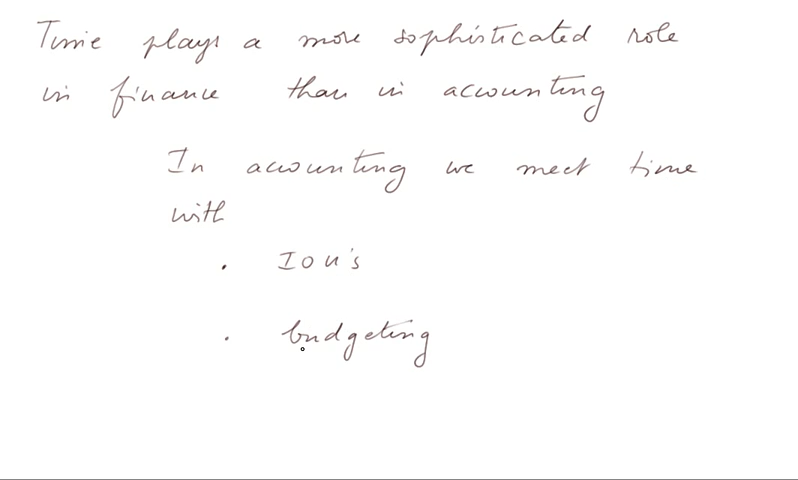 Time plays a more sophisticated role
in finance than in accounting
In accounting we meet time
with
. IOU's
. budgeting